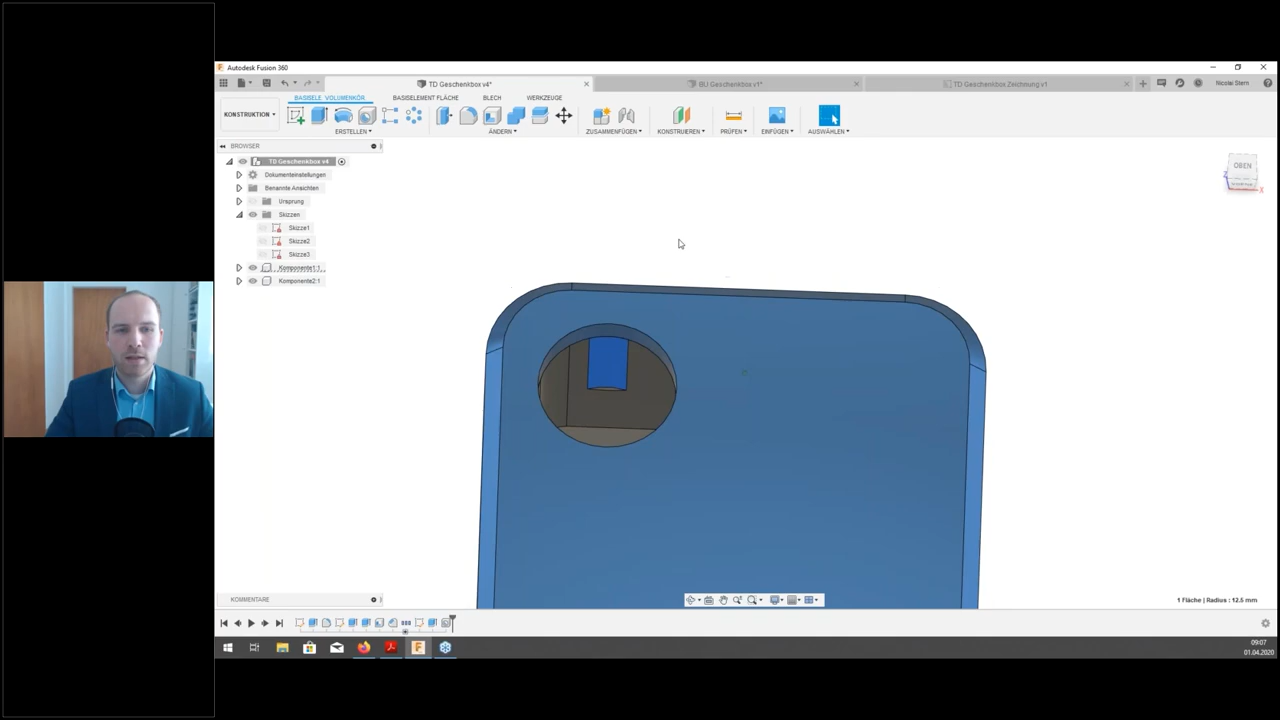 Autodesk Fusion 360
TD Geschenkbox v4*
BU Geschenkbox v1*
TD Geschenkbox Zeichnung v1
Nicolai Stern
BASISELE. VOLUMENKÖR.
BASISELEMENT FLÄCHE
BLECH
WERKZEUGE
KONSTRUKTION
ERSTELLEN
ÄNDERN
ZUSAMMENFÜGEN
KONSTRUIEREN
PRÜFEN
EINFÜGEN
AUSWÄHLEN
BROWSER
TD Geschenkbox v4
Dokumenteinstellungen
Benannte Ansichten
Ursprung
Skizzen
Skizze1
Skizze2
Skizze3
Komponente1:1
Komponente2:1
OBEN
Z
X
KOMMENTARE
1 Fläche | Radius : 12.5 mm
09:07
01.04.2020